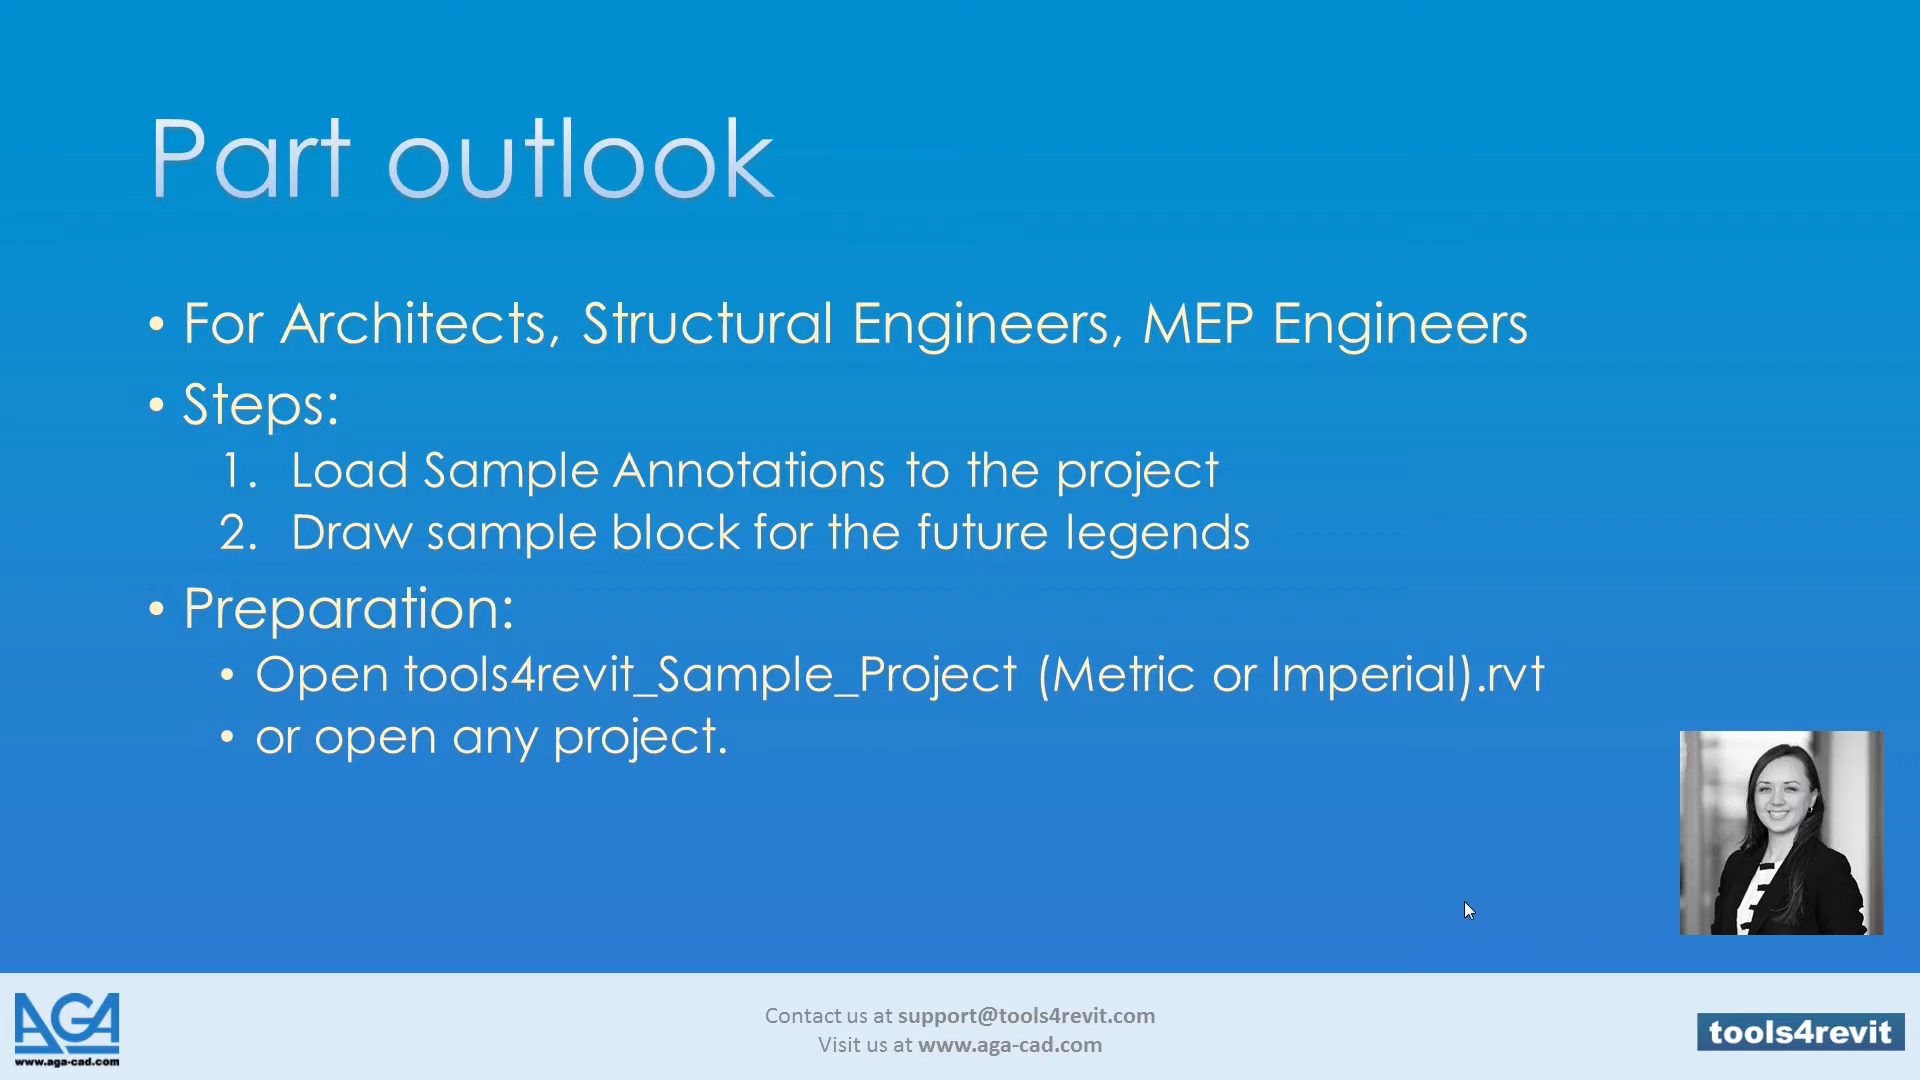 Part outlook
• For Architects, Structural Engineers, MEP Engineers
• Steps:
1. Load Sample Annotations to the project
2. Draw sample block for the future legends
• Preparation:
• Open tools4revit_Sample_Project (Metric or Imperial).rvt
• or open any project.
AGA
www.aga-cad.com
Contact us at support@tools4revit.com
Visit us at www.aga-cad.com
tools4revit